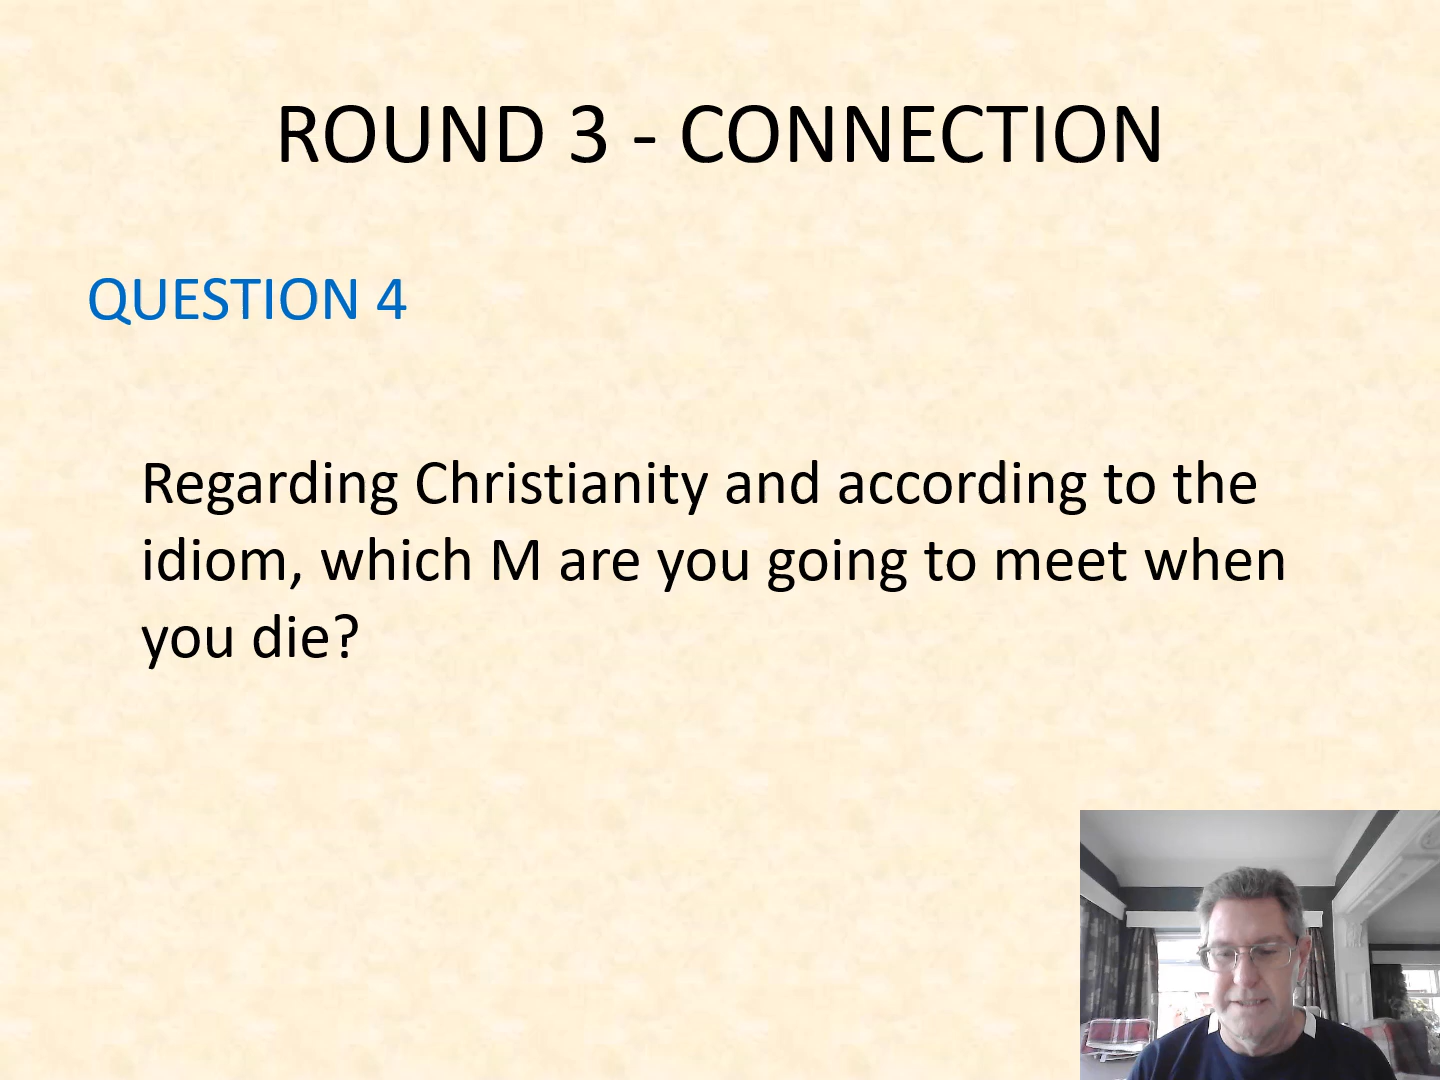 ROUND 3 - CONNECTION
QUESTION 4
Regarding Christianity and according to the
idiom, which M are you going to meet when
you die?